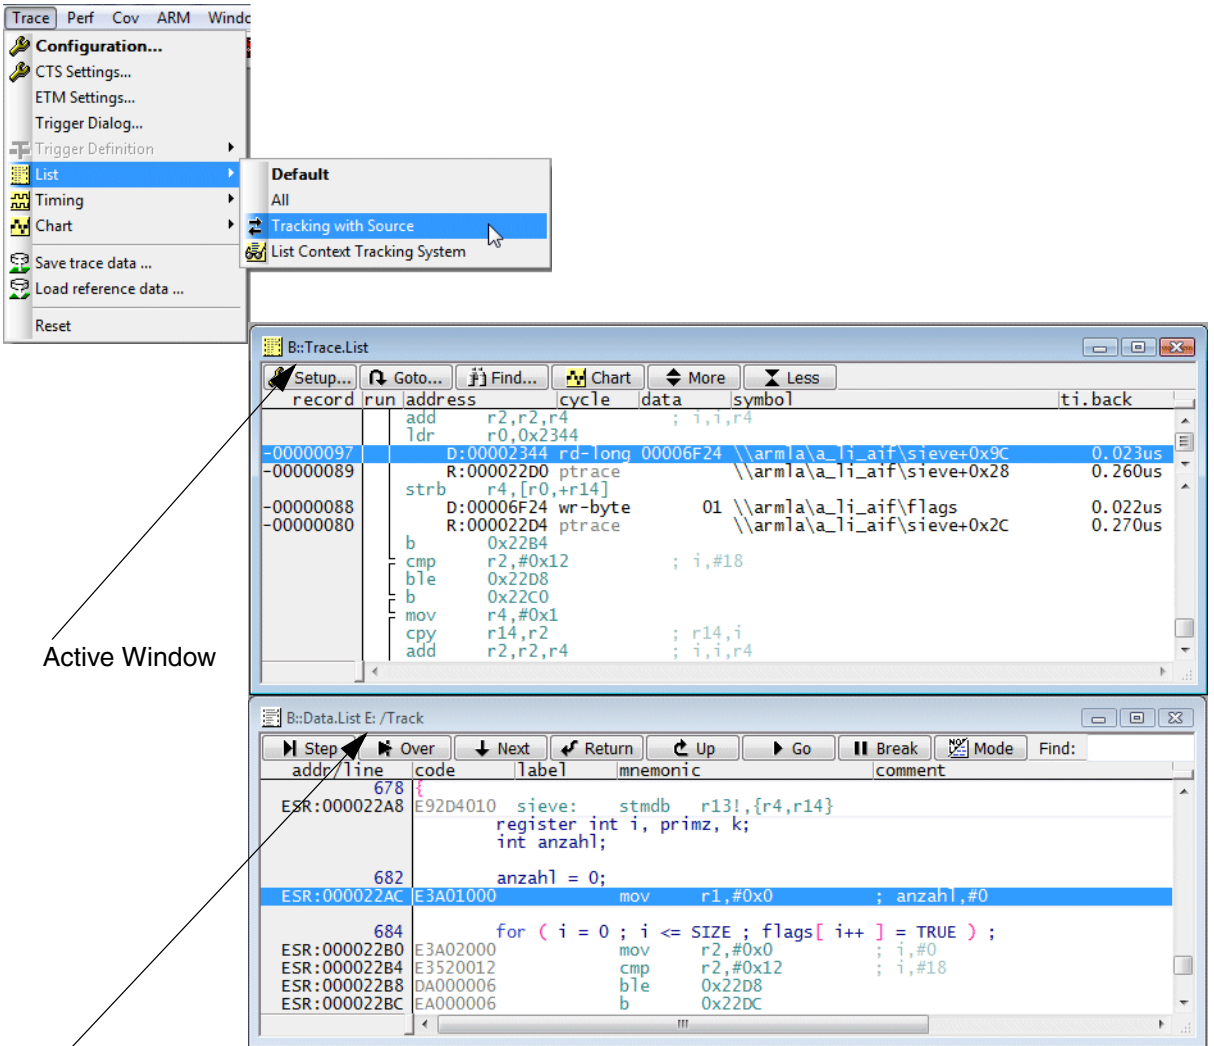 Trace Perf Cov ARM Windo
Configuration...
CTS Settings...
ETM Settings...
Trigger Dialog...
Trigger Definition
List
Timing
Chart
Save trace data ...
Load reference data ...
Reset
Default
All
Tracking with Source
List Context Tracking System
B::Trace.List
Setup... Goto... Find... Chart More Less
record run address cycle data symbol ti.back
add r2,r2,r4 ; i,i,r4
ldr r0,0x2344
-00000097 D:00002344 rd-long 00006F24 \\armla\a_li_aif\sieve+0x9C 0.023us
-00000089 R:000022D0 ptrace \\armla\a_li_aif\sieve+0x28 0.260us
strb r4,[r0,+r14]
-00000088 D:00006F24 wr-byte 01 \\armla\a_li_aif\flags 0.022us
-00000080 R:000022D4 ptrace \\armla\a_li_aif\sieve+0x2C 0.270us
b 0x22B4
cmp r2,#0x12 ; i,#18
ble 0x22D8
b 0x22C0
mov r4,#0x1
cpy r14,r2 ; r14,i
add r2,r2,r4 ; i,i,r4
Active Window
B::Data.List E: /Track
Step Over Next Return Up Go Break Mode Find:
addr/line code label mnemonic comment
678 {
ESR:000022A8 E92D4010 sieve: stmdb r13!,{r4,r14}
register int i, primz, k;
int anzahl;
682 anzahl = 0;
ESR:000022AC E3A01000 mov r1,#0x0 ; anzahl,#0
684 for ( i = 0 ; i <= SIZE ; flags[ i++ ] = TRUE ) ;
ESR:000022B0 E3A02000 mov r2,#0x0 ; i,#0
ESR:000022B4 E3520012 cmp r2,#0x12 ; i,#18
ESR:000022B8 DA000006 ble 0x22D8
ESR:000022BC EA000006 b 0x22DC